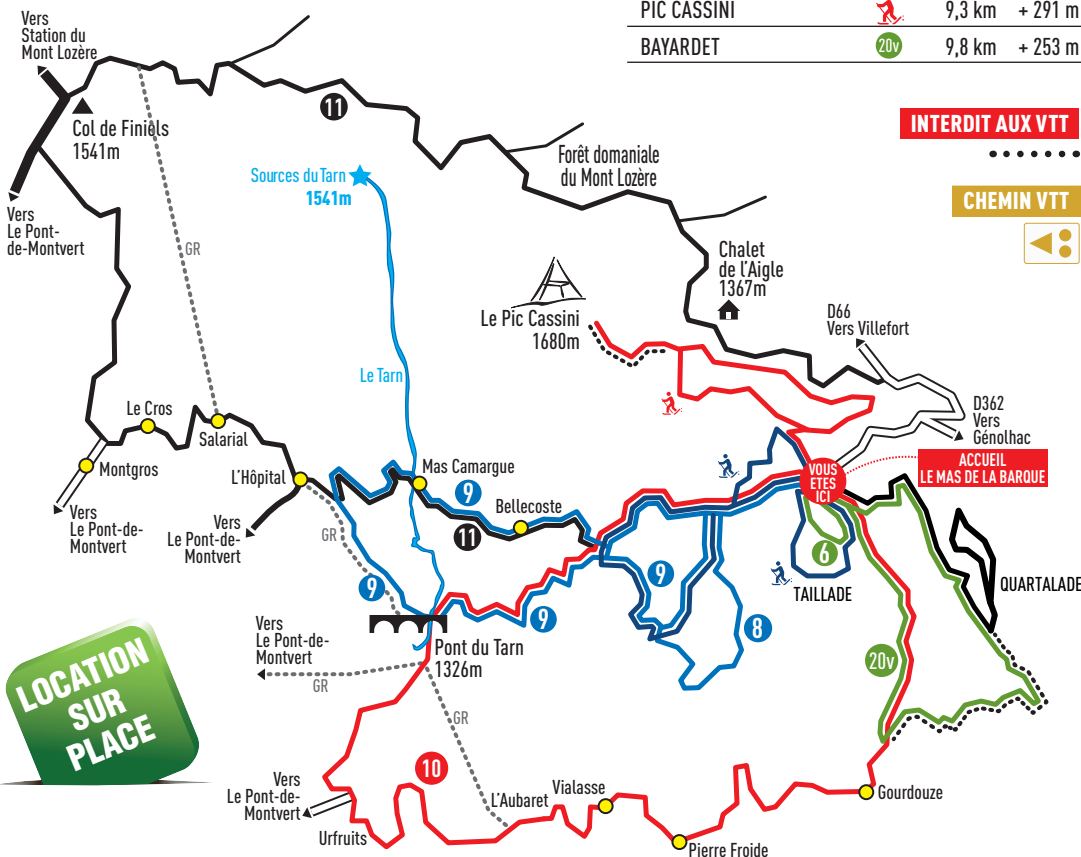 PIC CASSINI 9,3 km + 291 m
BAYARDET 20v 9,8 km + 253 m
INTERDIT AUX VTT
CHEMIN VTT
Vers
Station du
Mont Lozère
Col de Finiels
1541m
11
Sources du Tarn
1541m
Forêt domaniale
du Mont Lozère
Vers
Le Pont-
de-Montvert
GR
Chalet
de l'Aigle
1367m
Le Pic Cassini
1680m
D66
Vers Villefort
Le Tarn
D362
Vers
Génolhac
Le Cros
Salarial
Montgros
L'Hôpital
Mas Camargue
9
Bellecoste
11
VOUS
ETES
ICI
ACCUEIL
LE MAS DE LA BARQUE
Vers
Le Pont-de-
Montvert
Vers
Le Pont-de-
Montvert
GR
9
9
9
6
8
TAILLADE
QUARTALADE
Vers
Le Pont-de-
Montvert
GR
Pont du Tarn
1326m
GR
20v
LOCATION
SUR
PLACE
10
Vers
Le Pont-de-
Montvert
Urfruits
L'Aubaret
Vialasse
Pierre Froide
Gourdouze